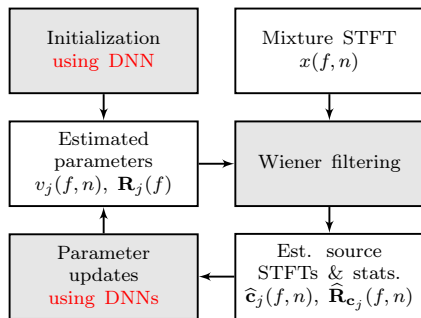 Initialization
using DNN
Mixture STFT
x(f, n)
Estimated
parameters
v_j(f, n), R_j(f)
Wiener filtering
Parameter
updates
using DNNs
Est. source
STFTs & stats.
ĉ_j(f, n), R̂_{c_j}(f, n)